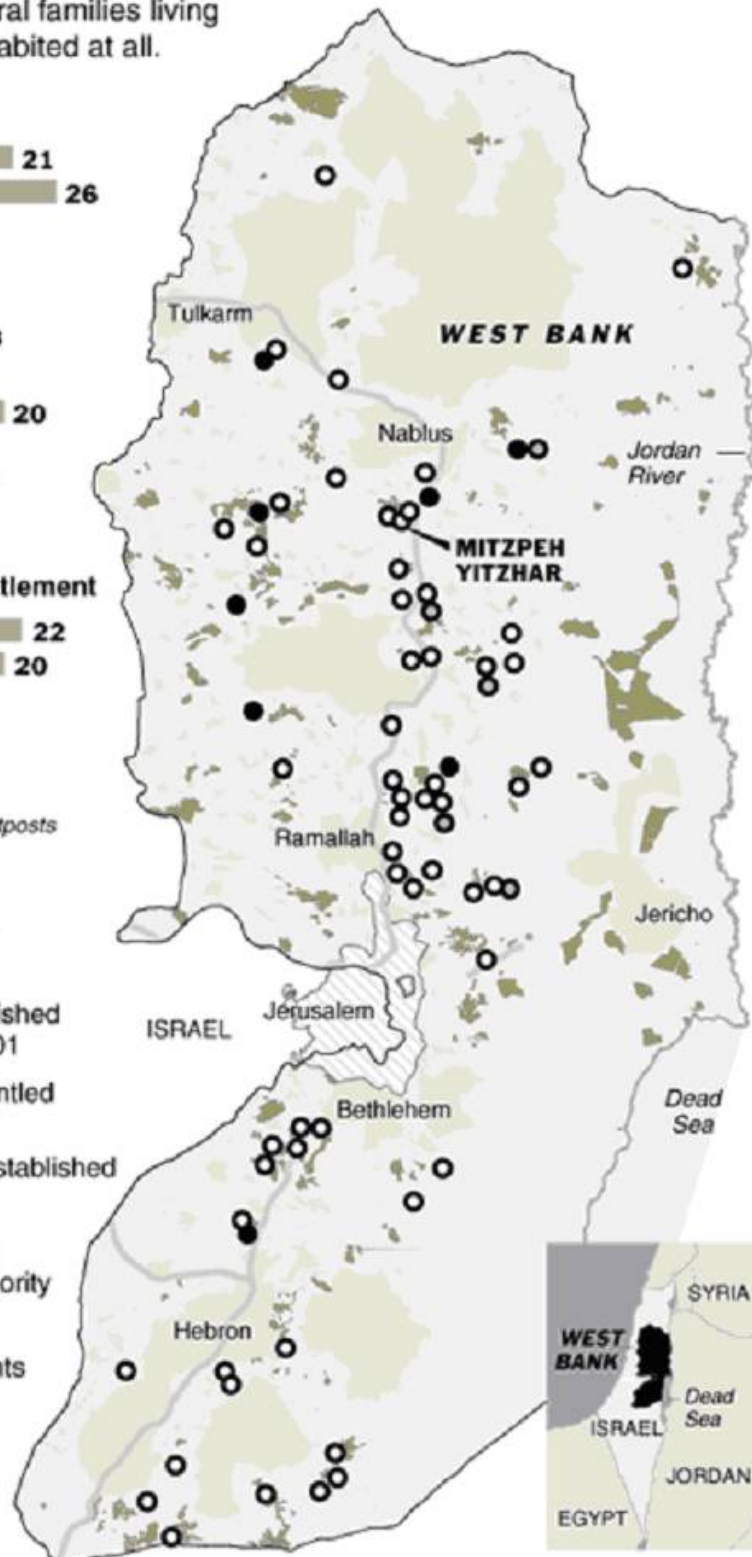 ral families living
abited at all.
21
26
20
tlement
22
20
tposts
shed
01
ntled
stablished
ority
nts
Tulkarm
WEST BANK
Nablus
Jordan
River
MITZPEH
YITZHAR
Ramallah
Jericho
ISRAEL
Jerusalem
Bethlehem
Dead
Sea
Hebron
SYRIA
WEST
BANK
Dead
Sea
ISRAEL
JORDAN
EGYPT